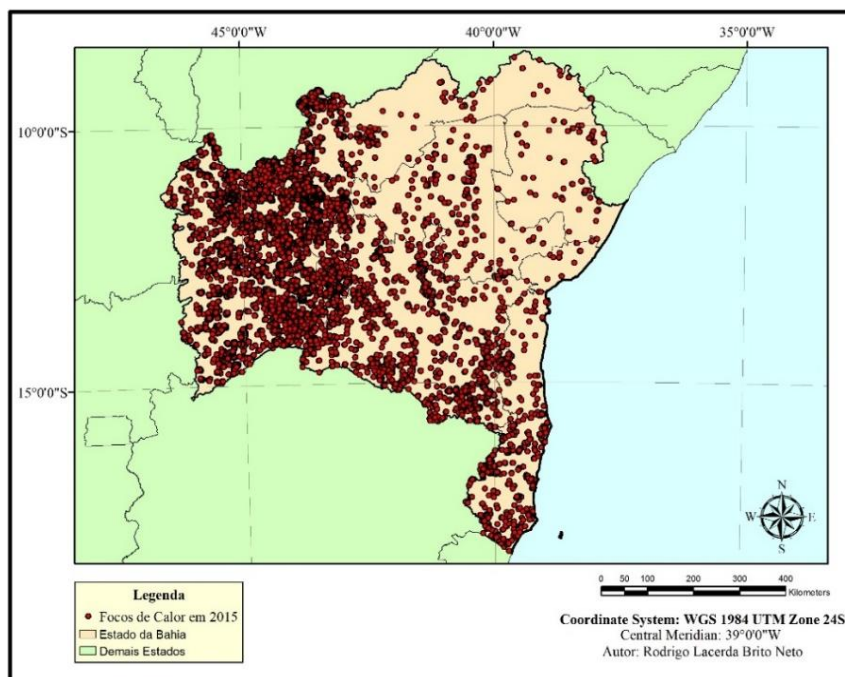 45°0'0"W 40°0'0"W 35°0'0"W
10°0'0"S
15°0'0"S
N
W E
S
Legenda
Focos de Calor em 2015
Estado da Bahia
Demais Estados
0 50 100 200 300 400
Kilometers
Coordinate System: WGS 1984 UTM Zone 24S
Central Meridian: 39°0'0"W
Autor: Rodrigo Lacerda Brito Neto